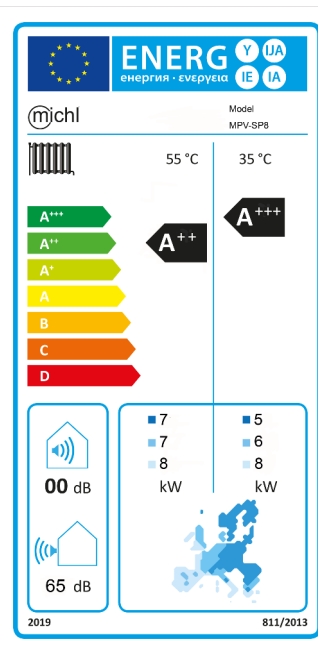 ENERG Y IJA
енергия · ενεργεια IE IA
michl
Model
MPV-SP8
55 °C 35 °C
A+++
A++
A+
A
B
C
D
A++
A+++
00 dB
65 dB
7 5
7 6
8 8
kW kW
2019 811/2013